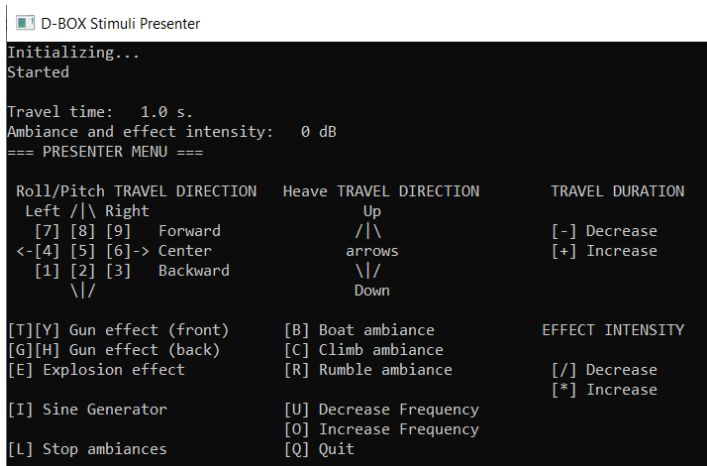 D-BOX Stimuli Presenter
Initializing...
Started
Travel time:   1.0 s.
Ambiance and effect intensity:   0 dB
=== PRESENTER MENU ===
 Roll/Pitch TRAVEL DIRECTION   Heave TRAVEL DIRECTION        TRAVEL DURATION
  Left /|\ Right                        Up
   [7] [8] [9]   Forward               /|\                   [-] Decrease
 <-[4] [5] [6]-> Center               arrows                 [+] Increase
   [1] [2] [3]   Backward              \|/
       \|/                             Down
[T][Y] Gun effect (front)      [B] Boat ambiance            EFFECT INTENSITY
[G][H] Gun effect (back)       [C] Climb ambiance
[E] Explosion effect           [R] Rumble ambiance           [/] Decrease
                                                             [*] Increase
[I] Sine Generator             [U] Decrease Frequency
                               [O] Increase Frequency
[L] Stop ambiances             [Q] Quit